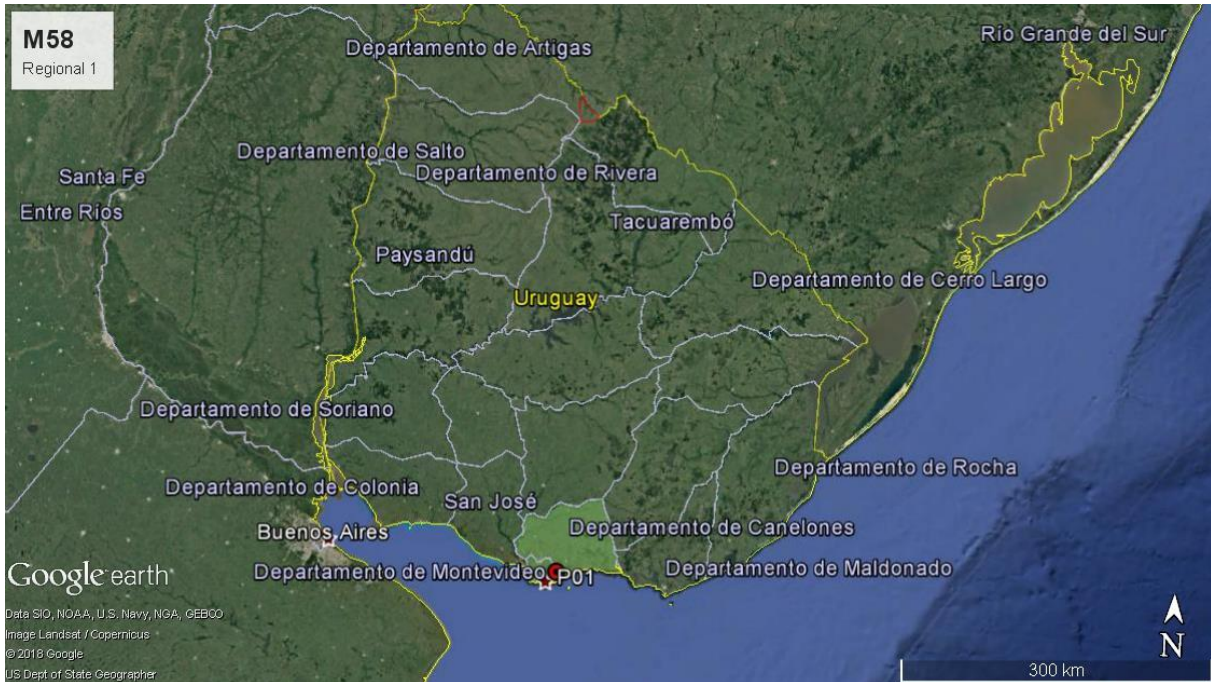 M58
Regional 1
Río Grande del Sur
Departamento de Artigas
Departamento de Salto
Departamento de Rivera
Santa Fe
Entre Ríos
Tacuarembó
Paysandú
Departamento de Cerro Largo
Uruguay
Departamento de Soriano
Departamento de Rocha
Departamento de Colonia
San José
Departamento de Canelones
Buenos Aires
Departamento de Montevideo
P01
Departamento de Maldonado
Google earth
Data SIO, NOAA, U.S. Navy, NGA, GEBCO
Image Landsat / Copernicus
© 2018 Google
US Dept of State Geographer
N
300 km